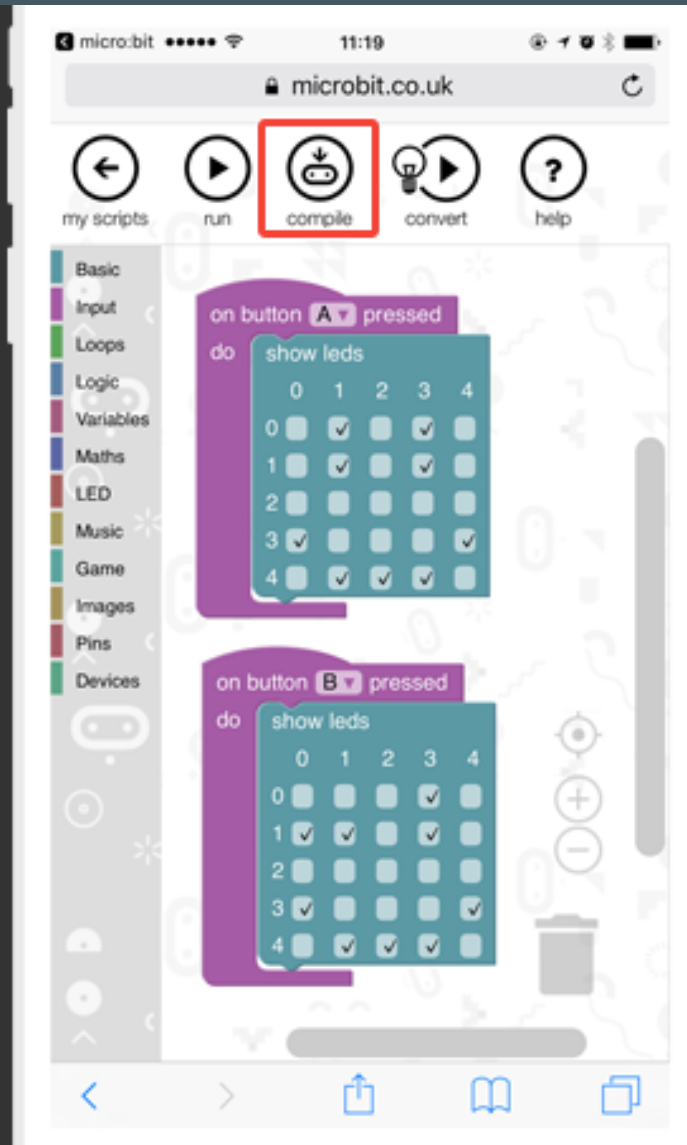 micro:bit 11:19
microbit.co.uk
my scripts run compile convert help
Basic
Input
Loops
Logic
Variables
Maths
LED
Music
Game
Images
Pins
Devices
on button A pressed
do show leds
0 1 2 3 4
0
1
2
3
4
on button B pressed
do show leds
0 1 2 3 4
0
1
2
3
4